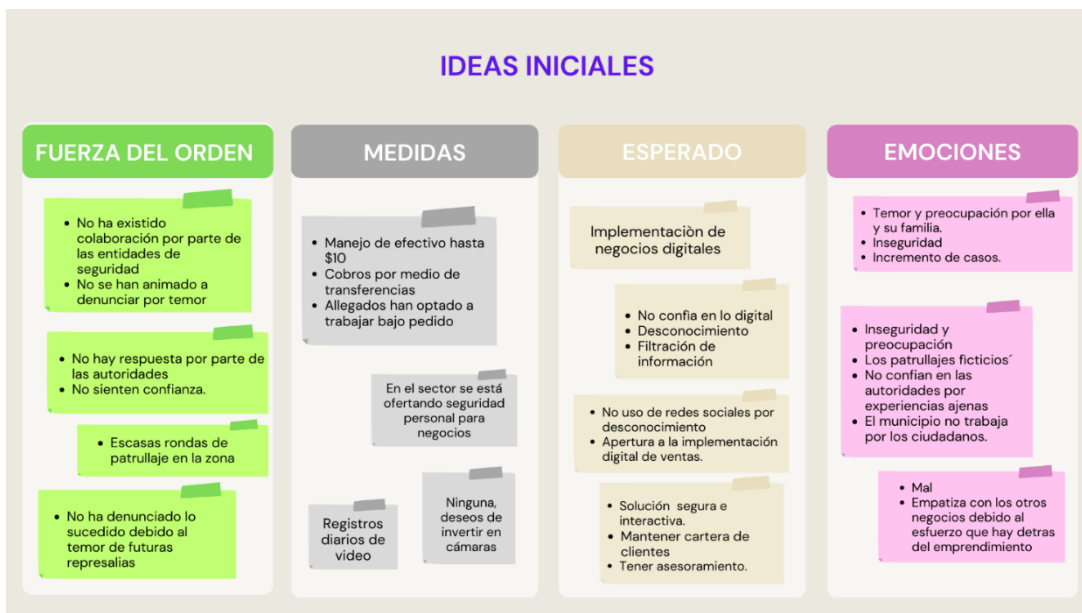 IDEAS INICIALES
FUERZA DEL ORDEN
• No ha existido
colaboración por parte de
las entidades de
seguridad
• No se han animado a
denunciar por temor
• No hay respuesta por parte de
las autoridades
• No sienten confianza.
• Escasas rondas de
patrullaje en la zona
• No ha denunciado lo
sucedido debido al
temor de futuras
represalias
MEDIDAS
• Manejo de efectivo hasta
$10
• Cobros por medio de
transferencias
• Allegados han optado a
trabajar bajo pedido
En el sector se está
ofertando seguridad
personal para
negocios
Registros
diarios de
video
Ninguna,
deseos de
invertir en
cámaras
ESPERADO
Implementaciòn de
negocios digitales
• No confia en lo digital
• Desconocimiento
• Filtración de
información
• No uso de redes sociales por
desconocimiento
• Apertura a la implementación
digital de ventas.
• Solución segura e
interactiva.
• Mantener cartera de
clientes
• Tener asesoramiento.
EMOCIONES
• Temor y preocupación por ella
y su familia.
• Inseguridad
• Incremento de casos.
• Inseguridad y
preocupación
• Los patrullajes ficticios´
• No confian en las
autoridades por
experiencias ajenas
• El municipio no trabaja
por los ciudadanos.
• Mal
• Empatiza con los otros
negocios debido al
esfuerzo que hay detras
del emprendimiento